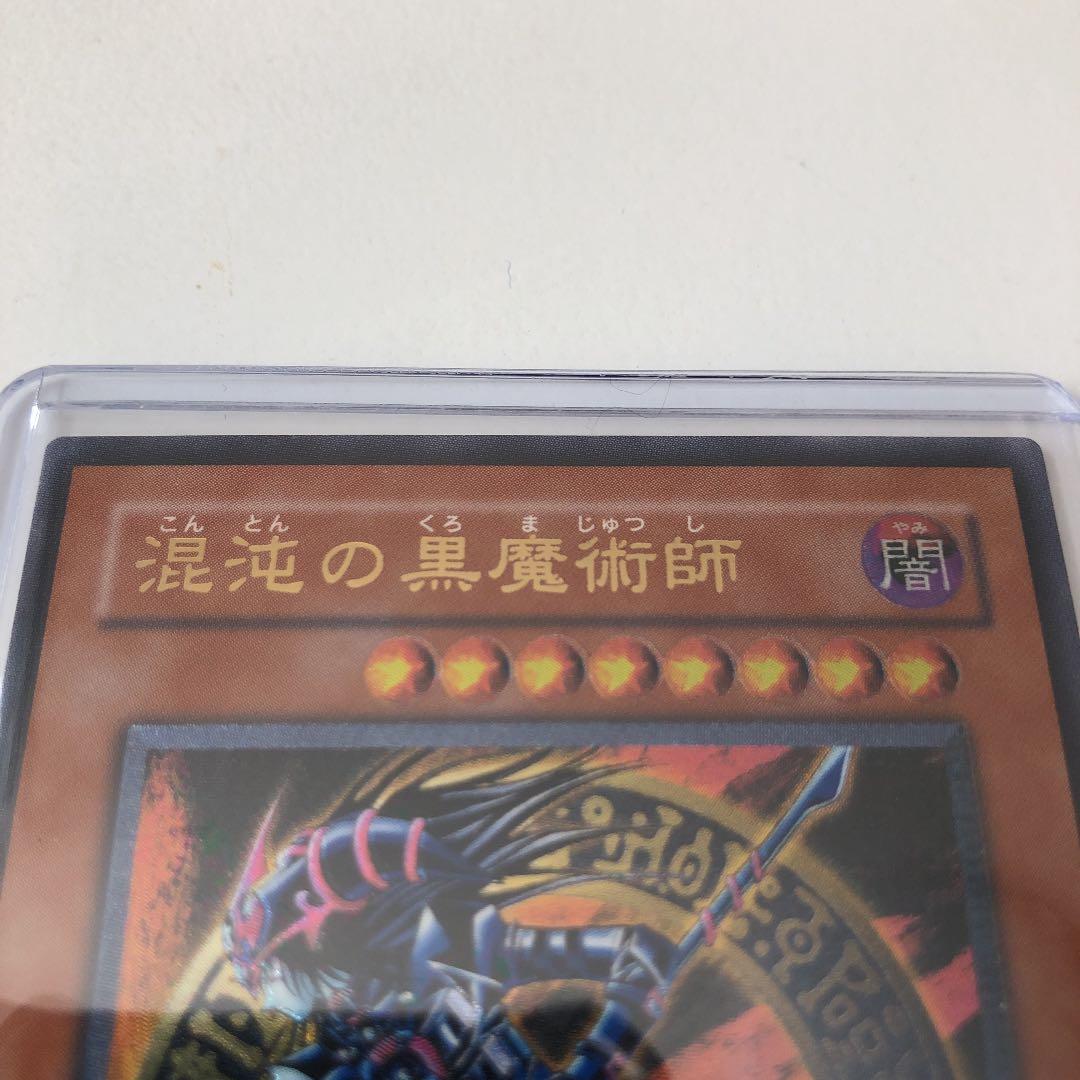 こん とん くろ ま じゅつ し
混沌の黒魔術師
やみ
闇